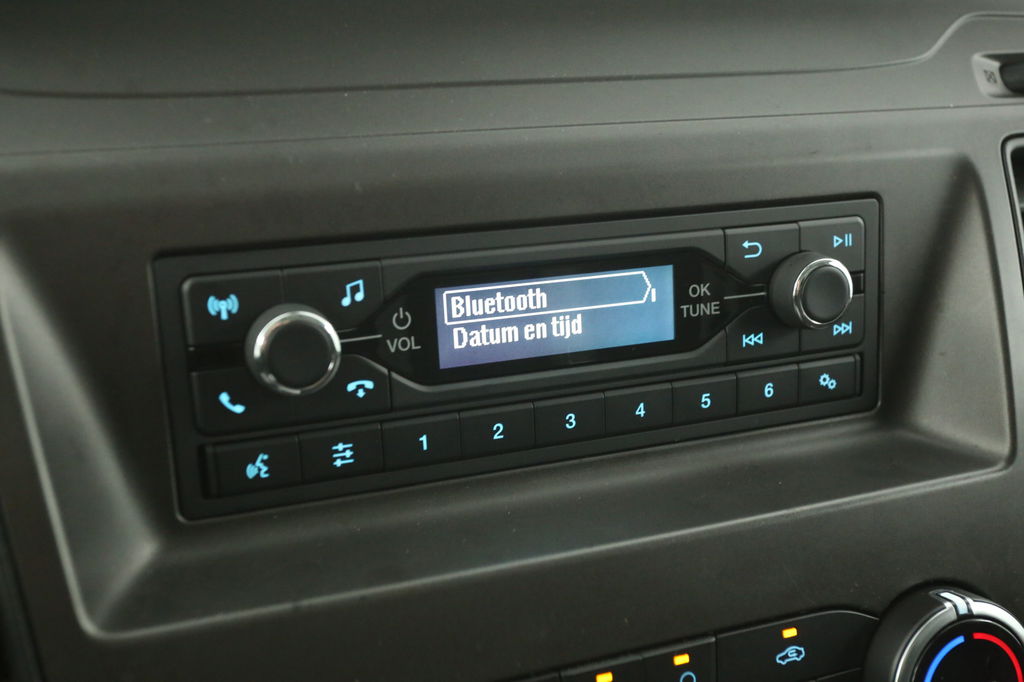 Bluetooth
Datum en tijd
VOL
OK
TUNE
1 2 3 4 5 6